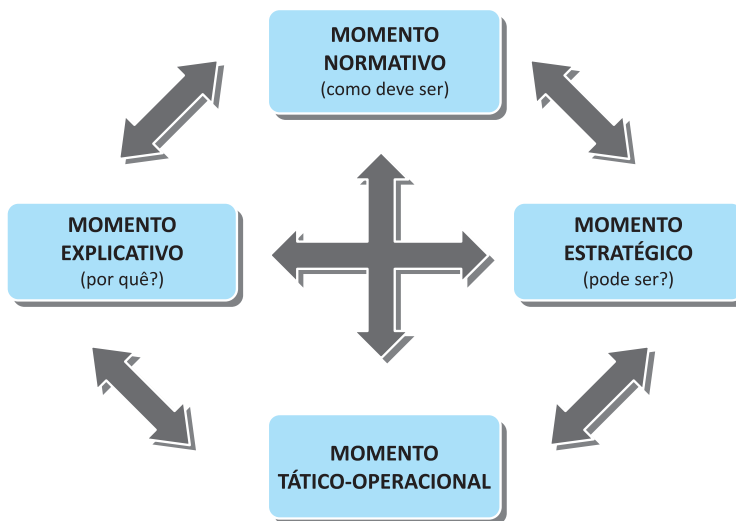 MOMENTO
NORMATIVO
(como deve ser)
MOMENTO
EXPLICATIVO
(por quê?)
MOMENTO
ESTRATÉGICO
(pode ser?)
MOMENTO
TÁTICO-OPERACIONAL